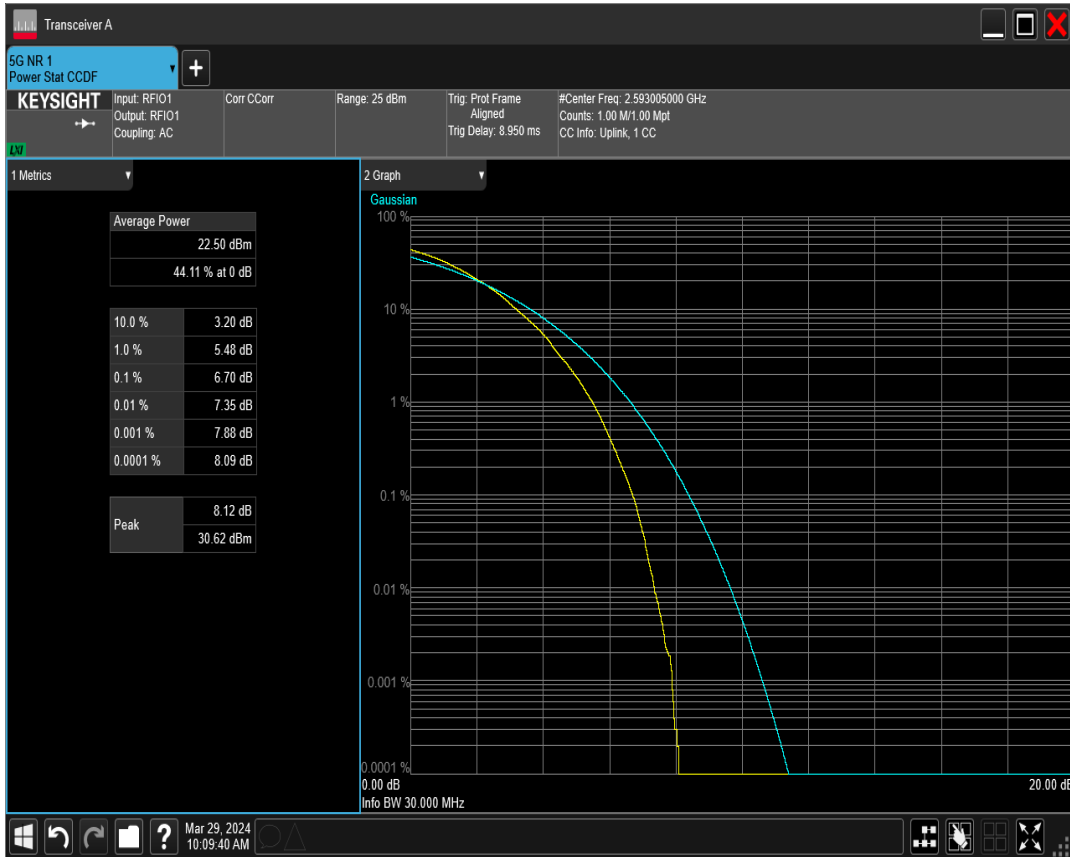 Transceiver A
5G NR 1
Power Stat CCDF
KEYSIGHT
LXI
Input: RFIO1
Output: RFIO1
Coupling: AC
Corr CCorr
Range: 25 dBm
Trig: Prot Frame
Aligned
Trig Delay: 8.950 ms
#Center Freq: 2.593005000 GHz
Counts: 1.00 M/1.00 Mpt
CC Info: Uplink, 1 CC
1 Metrics
Average Power
22.50 dBm
44.11 % at 0 dB
10.0 % 3.20 dB
1.0 % 5.48 dB
0.1 % 6.70 dB
0.01 % 7.35 dB
0.001 % 7.88 dB
0.0001 % 8.09 dB
Peak
8.12 dB
30.62 dBm
2 Graph
Gaussian
100 %
10 %
1 %
0.1 %
0.01 %
0.001 %
0.0001 %
0.00 dB 20.00 dB
Info BW 30.000 MHz
?
Mar 29, 2024
10:09:40 AM